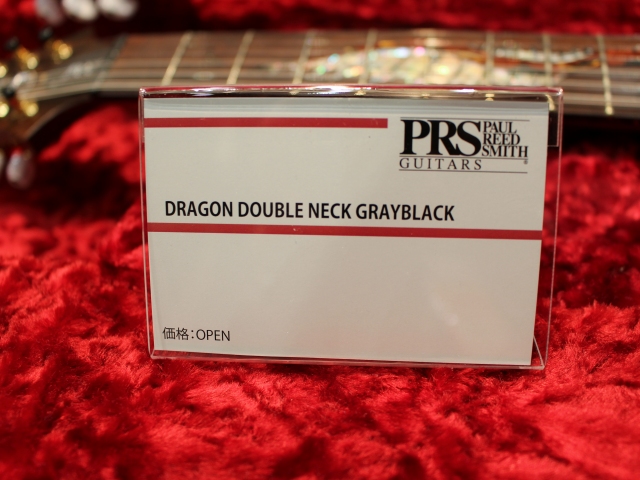 PRS PAUL REED SMITH
GUITARS
DRAGON DOUBLE NECK GRAYBLACK
価格:OPEN